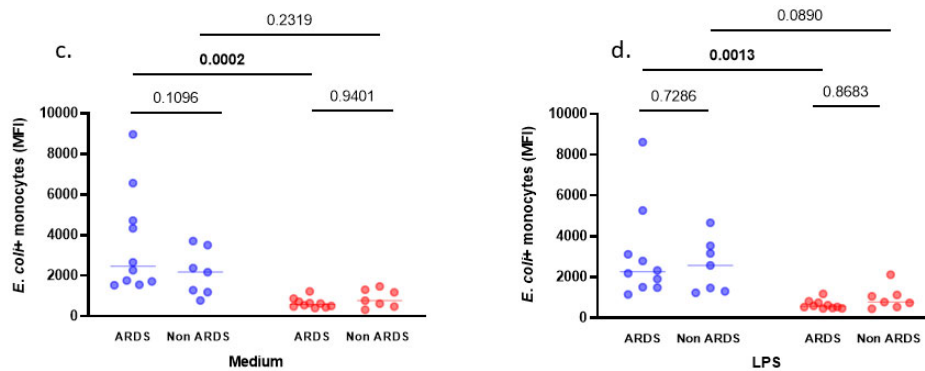 0.2319
c.
0.0002
0.1096
0.9401
E. coli+ monocytes (MFI)
10000
8000
6000
4000
2000
0
ARDS
Non ARDS
ARDS
Non ARDS
Medium
0.0890
d.
0.0013
0.7286
0.8683
E. coli+ monocytes (MFI)
10000
8000
6000
4000
2000
0
ARDS
Non ARDS
ARDS
Non ARDS
LPS